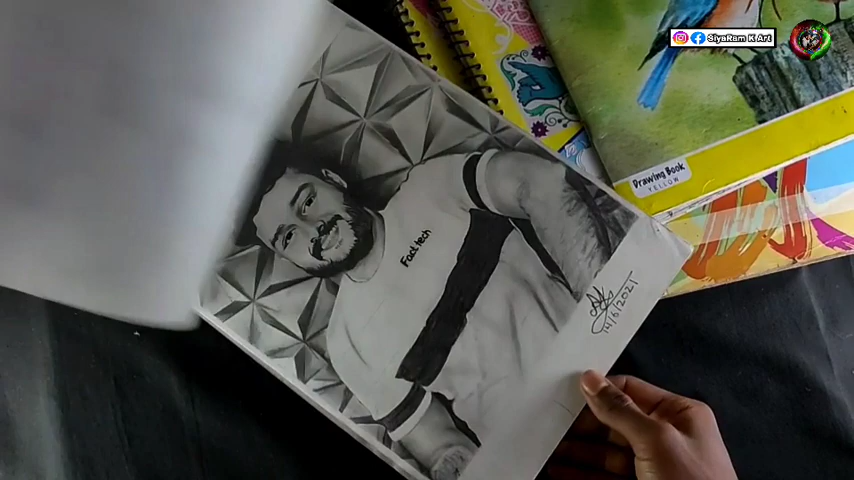 SiyaRam K Art
Drawing Book
YELLOW
Fact tech
14/6/2021